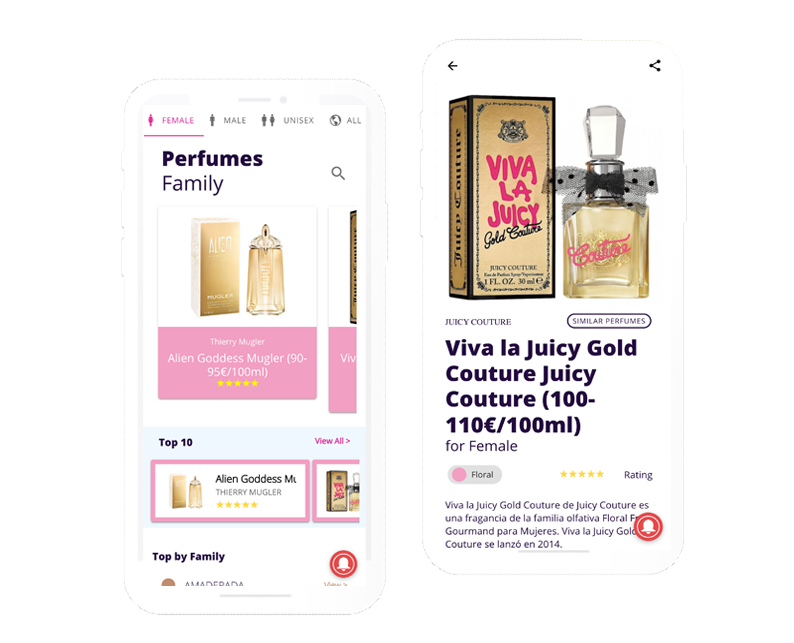 FEMALE MALE UNISEX ALL
Perfumes
Family
ALIEN
MUGLER
Thierry Mugler
Alien Goddess Mugler (90-
95€/100ml)
Viv
Top 10
View All >
Alien Goddess Mu
THIERRY MUGLER
Top by Family
AMADERADA
View >
Juicy Couture
VIVA
LA
JUICY
Gold Couture
JUICY COUTURE
Eau de Parfum Spray/Vaporisateur
1 FL. OZ. 30 ml e
Couture
JUICY COUTURE
SIMILAR PERFUMES
Viva la Juicy Gold
Couture Juicy
Couture (100-
110€/100ml)
for Female
Floral
Rating
Viva la Juicy Gold Couture de Juicy Couture es
una fragancia de la familia olfativa Floral
Gourmand para Mujeres. Viva la Juicy Gold
Couture se lanzó en 2014.